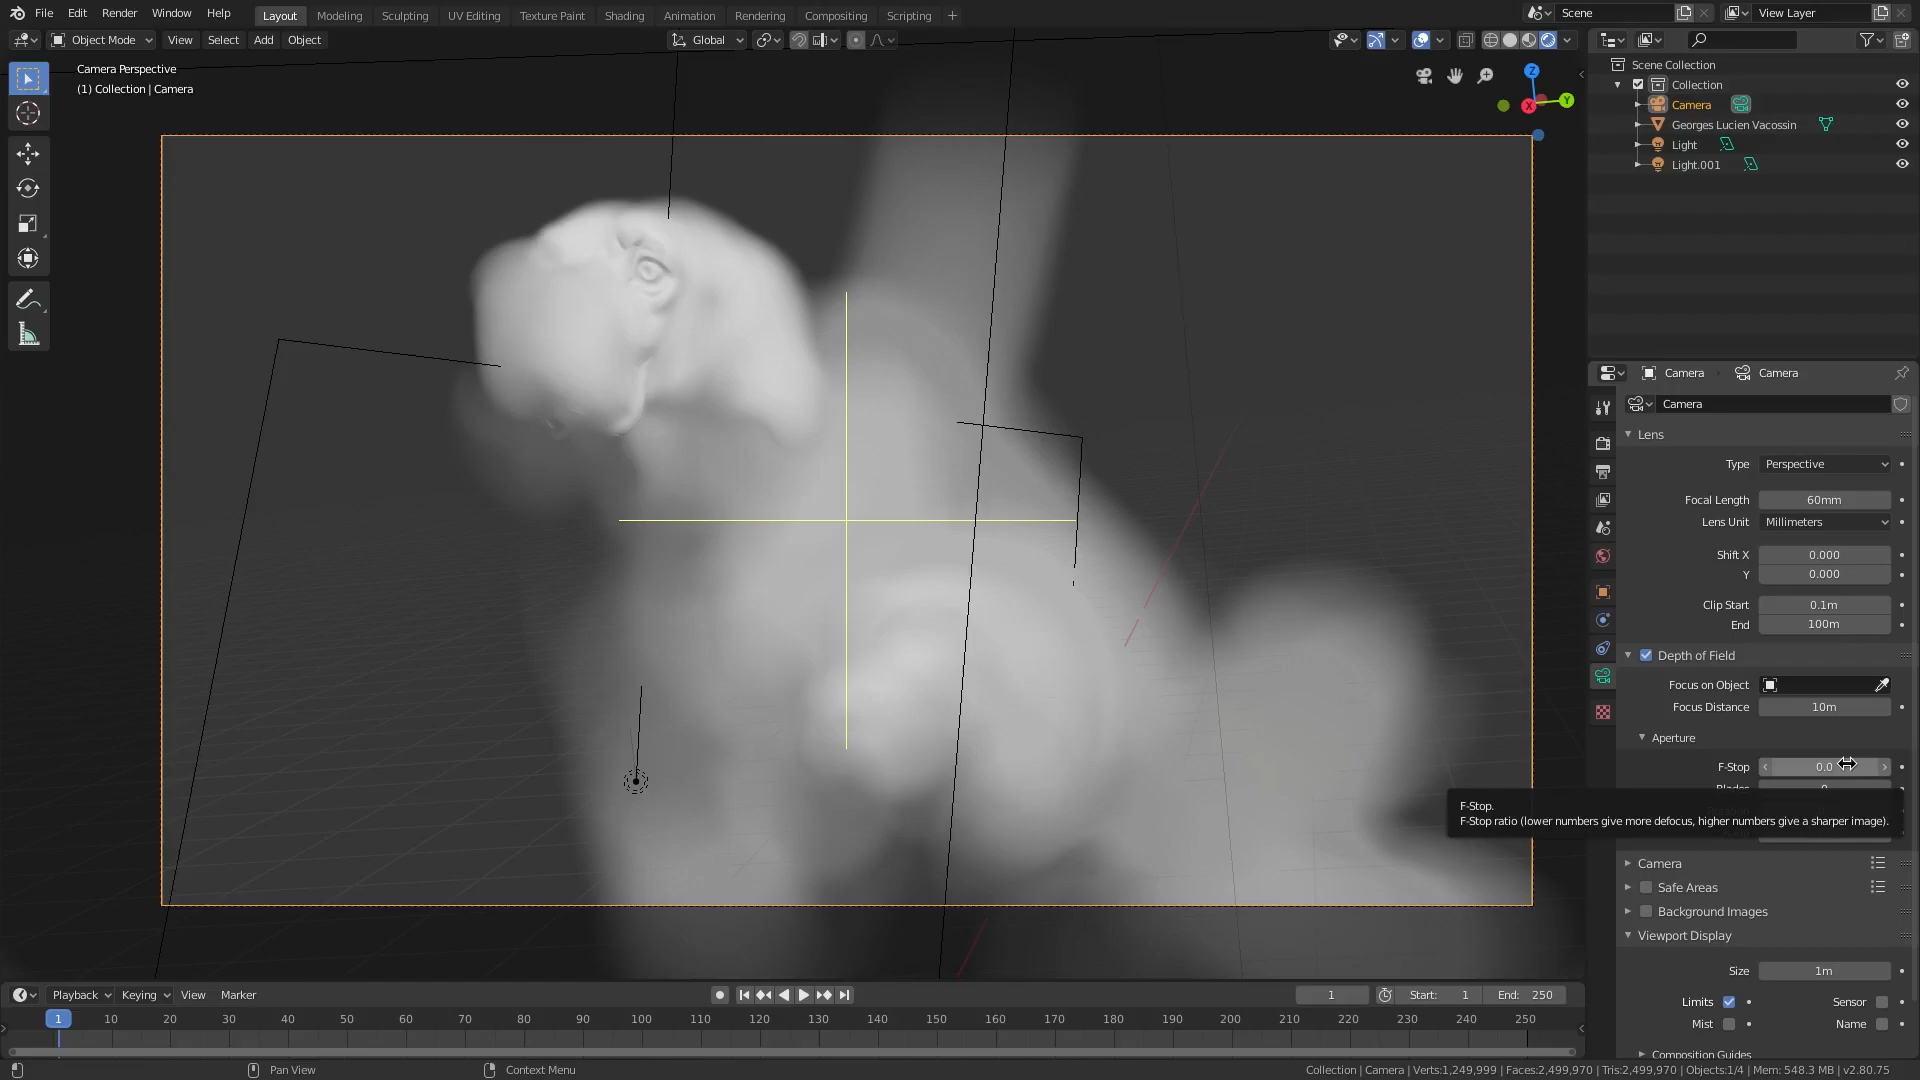 File Edit Render Window Help Layout Modeling Sculpting UV Editing Texture Paint Shading Animation Rendering Compositing Scripting + Scene View Layer
Object Mode View Select Add Object Global
Camera Perspective
(1) Collection | Camera
Z
Y
X
Scene Collection
Collection
Camera
Georges Lucien Vacossin
Light
Light.001
Camera Camera
Camera
Lens
Type Perspective
Focal Length 60mm
Lens Unit Millimeters
Shift X 0.000
Y 0.000
Clip Start 0.1m
End 100m
Depth of Field
Focus on Object
Focus Distance 10m
Aperture
F-Stop 0.0
F-Stop.
F-Stop ratio (lower numbers give more defocus, higher numbers give a sharper image).
Camera
Safe Areas
Background Images
Viewport Display
Size 1m
Limits Sensor
Mist Name
Composition Guides
Playback Keying View Marker 1 Start: 1 End: 250
1 10 20 30 40 50 60 70 80 90 100 110 120 130 140 150 160 170 180 190 200 210 220 230 240 250
Pan View Context Menu Collection | Camera | Verts:1,249,999 | Faces:2,499,970 | Tris:2,499,970 | Objects:1/4 | Mem: 548.3 MB | v2.80.75